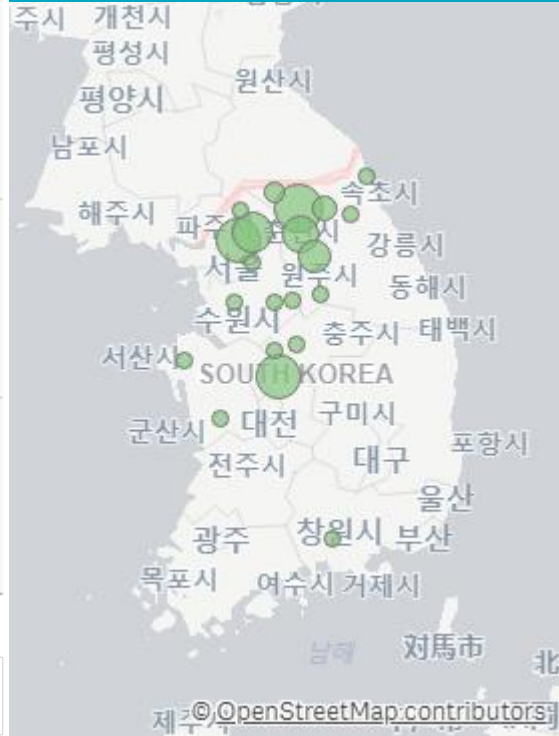 주시 개천시
평성시
원산시
평양시
남포시
해주시
속초시
강릉시
서울 원주시
동해시
수원시
충주시 태백시
서산시
SOUTH KOREA
군산시 대전 구미시
포항시
전주시 대구
울산
광주 창원시 부산
목포시 여수시 거제시
남해 対馬市
北
© OpenStreetMap contributors